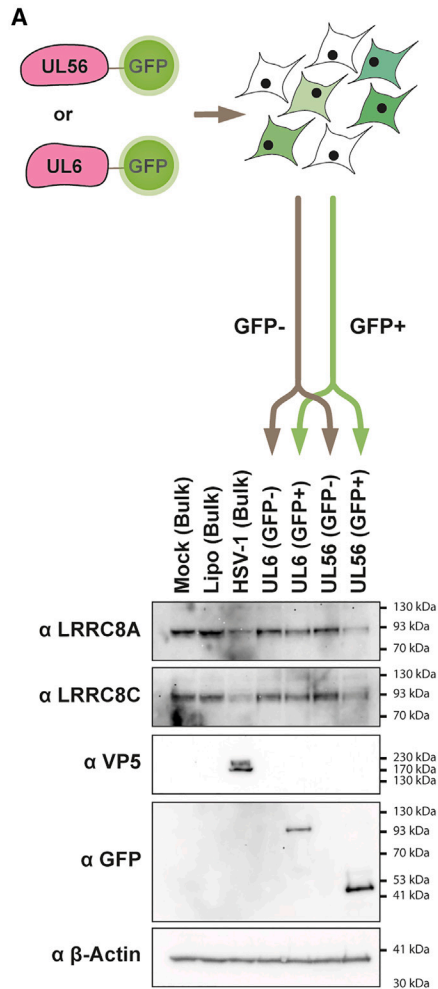 A
UL56
GFP
or
UL6
GFP
GFP-
GFP+
Mock (Bulk)
Lipo (Bulk)
HSV-1 (Bulk)
UL6 (GFP-)
UL6 (GFP+)
UL56 (GFP-)
UL56 (GFP+)
α LRRC8A
130 kDa
93 kDa
70 kDa
α LRRC8C
130 kDa
93 kDa
70 kDa
α VP5
230 kDa
170 kDa
130 kDa
α GFP
130 kDa
93 kDa
70 kDa
53 kDa
41 kDa
α β-Actin
41 kDa
30 kDa